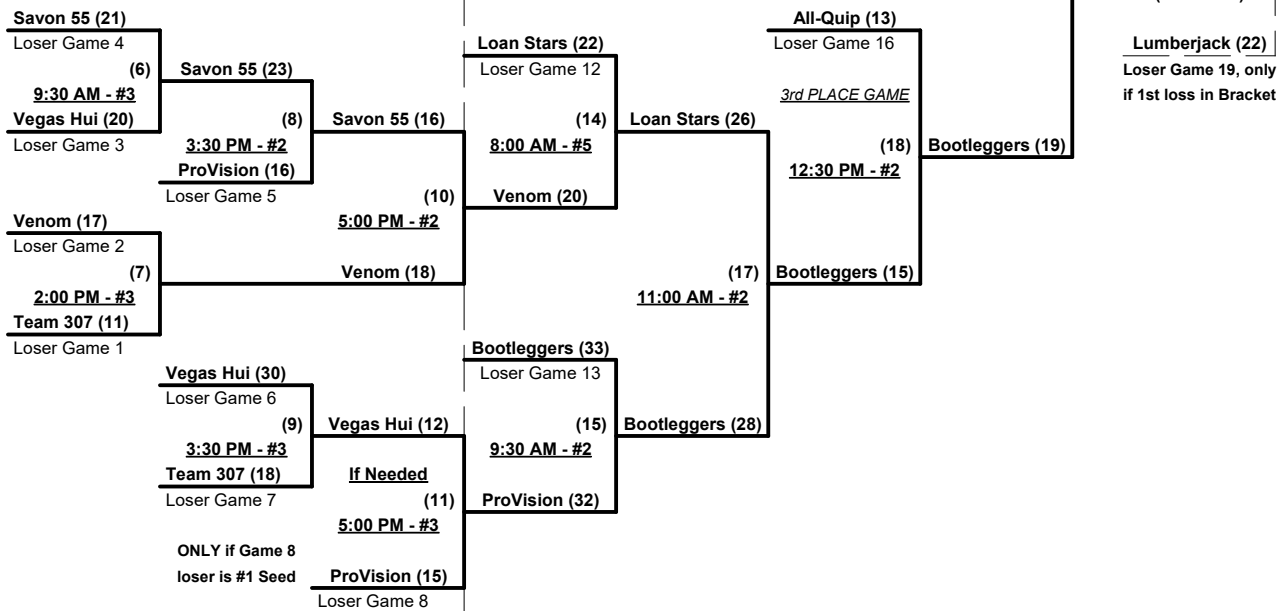 Savon 55 (21)
Loser Game 4
(6)
9:30 AM - #3
Vegas Hui (20)
Loser Game 3
Savon 55 (23)
(8)
3:30 PM - #2
ProVision (16)
Loser Game 5
Venom (17)
Loser Game 2
(7)
2:00 PM - #3
Team 307 (11)
Loser Game 1
Savon 55 (16)
(10)
5:00 PM - #2
Venom (18)
Vegas Hui (30)
Loser Game 6
(9)
3:30 PM - #3
Team 307 (18)
Loser Game 7
Vegas Hui (12)
If Needed
(11)
5:00 PM - #3
ONLY if Game 8
loser is #1 Seed
ProVision (15)
Loser Game 8
Loan Stars (22)
Loser Game 12
(14)
8:00 AM - #5
Venom (20)
Loan Stars (26)
Bootleggers (33)
Loser Game 13
(15)
9:30 AM - #2
ProVision (32)
Bootleggers (28)
(17)
11:00 AM - #2
All-Quip (13)
Loser Game 16
3rd PLACE GAME
(18)
12:30 PM - #2
Bootleggers (15)
Bootleggers (19)
Lumberjack (22)
Loser Game 19, only
if 1st loss in Bracket